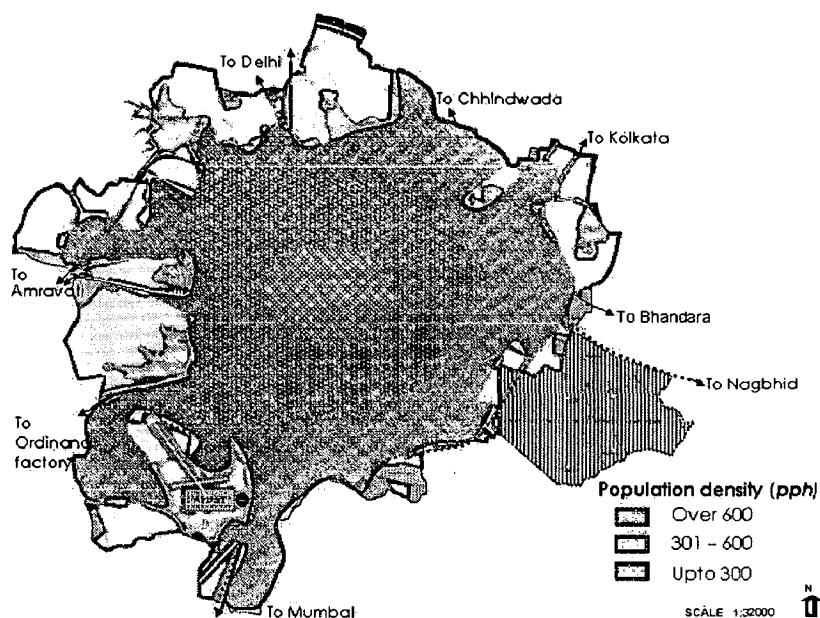 To Delhi
To Chhindwada
To Kolkata
To
Amravati
To Bhandara
To Nagbhid
To
Ordinance
factory
Population density (pph)
Over 600
301 – 600
Upto 300
To Mumbai
SCALE 1:32000
N